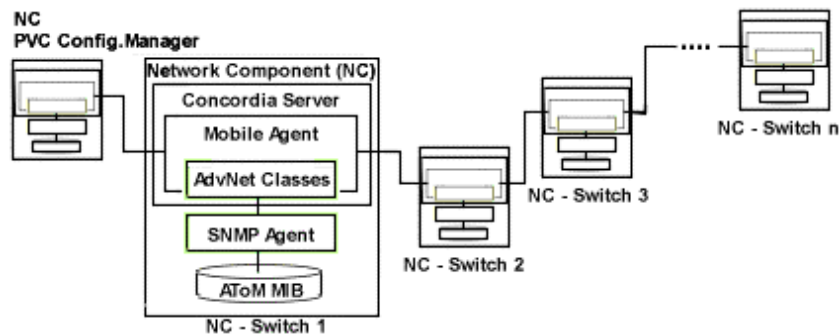 NC
PVC Config.Manager
Network Component (NC)
Concordia Server
Mobile Agent
AdvNet Classes
SNMP Agent
AToM MIB
NC - Switch 1
NC - Switch 2
NC - Switch 3
....
NC - Switch n